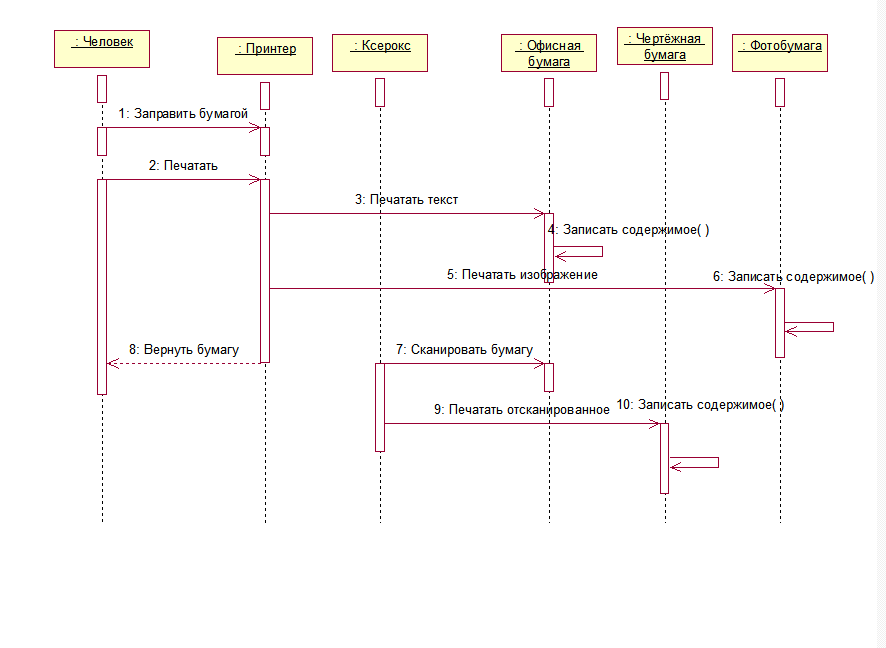 : Человек
: Принтер
: Ксерокс
: Офисная
бумага
: Чертёжная
бумага
: Фотобумага
1: Заправить бумагой
2: Печатать
3: Печатать текст
4: Записать содержимое( )
5: Печатать изображение
6: Записать содержимое( )
8: Вернуть бумагу
7: Сканировать бумагу
9: Печатать отсканированное
10: Записать содержимое( )